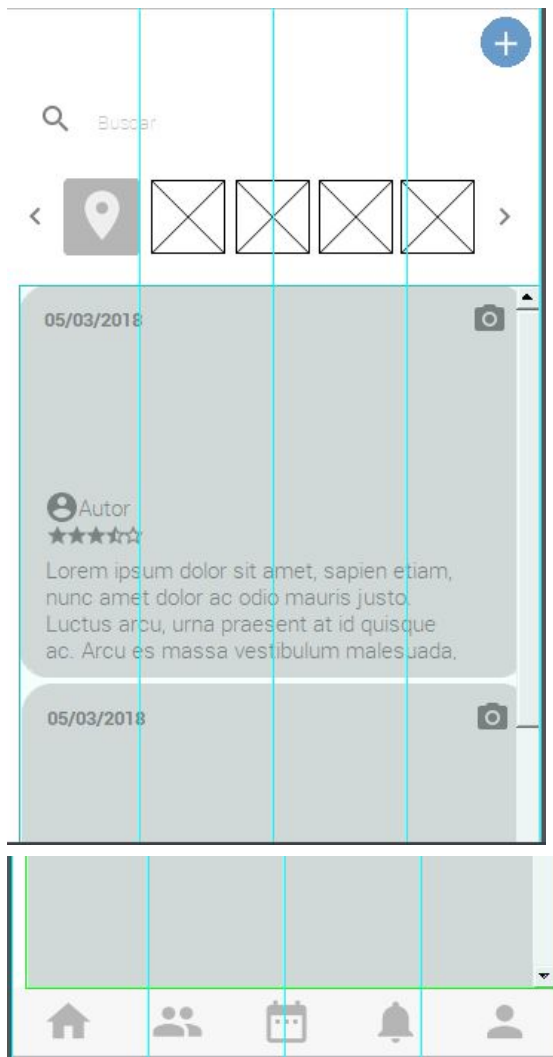 Buscar
05/03/2018
Autor
Lorem ipsum dolor sit amet, sapien etiam,
nunc amet dolor ac odio mauris justo.
Luctus arcu, urna praesent at id quisque
ac. Arcu es massa vestibulum malesuada,
05/03/2018